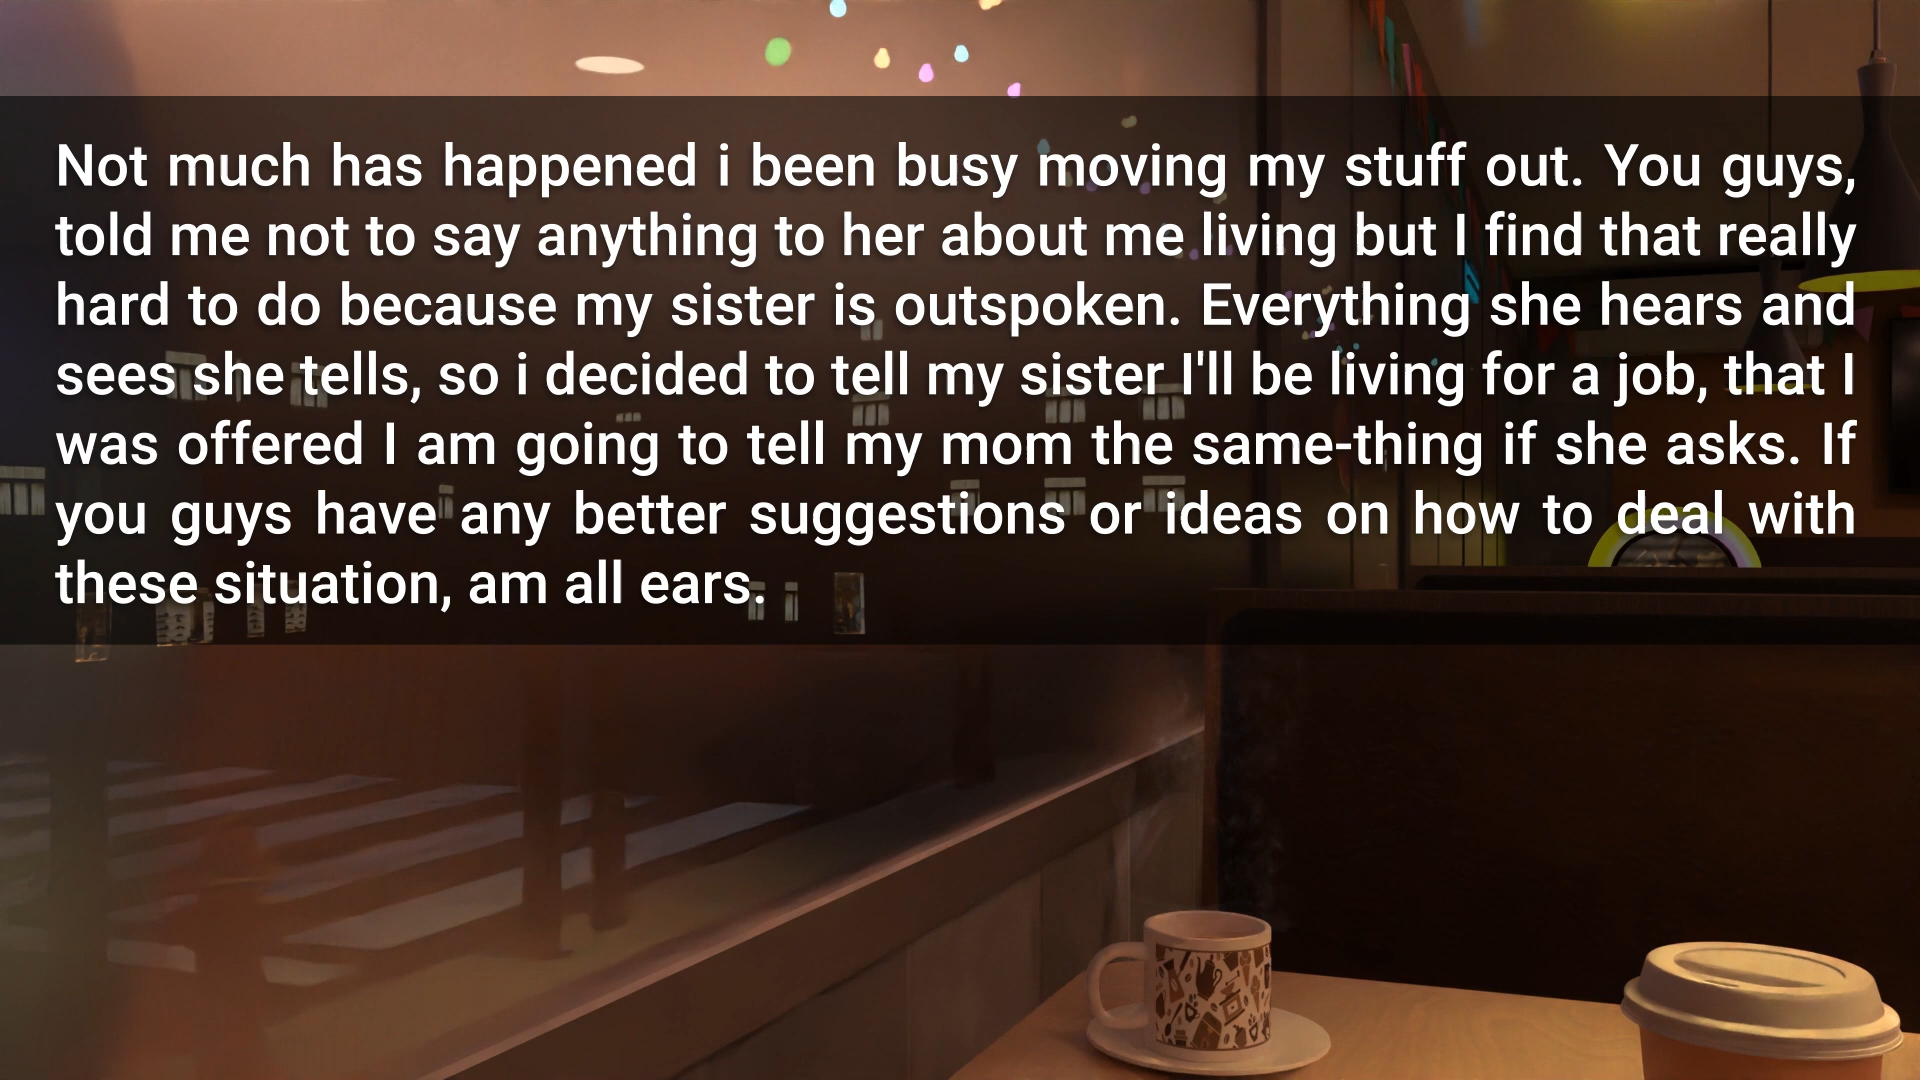 Not much has happened i been busy moving my stuff out. You guys,
told me not to say anything to her about me living but I find that really
hard to do because my sister is outspoken. Everything she hears and
sees she tells, so i decided to tell my sister I'll be living for a job, that I
was offered I am going to tell my mom the same-thing if she asks. If
you guys have any better suggestions or ideas on how to deal with
these situation, am all ears.